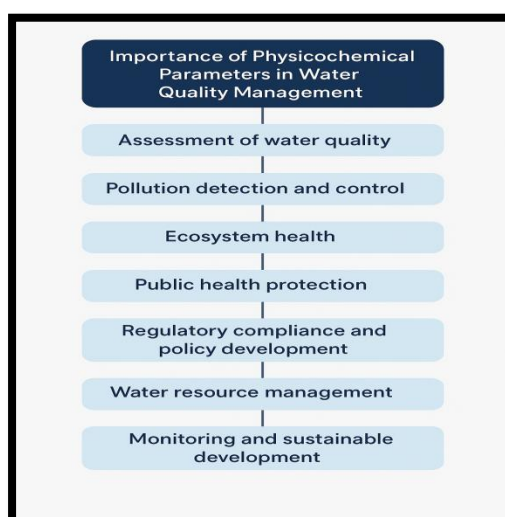 Importance of Physicochemical
Parameters in Water
Quality Management
Assessment of water quality
Pollution detection and control
Ecosystem health
Public health protection
Regulatory compliance and
policy development
Water resource management
Monitoring and sustainable
development